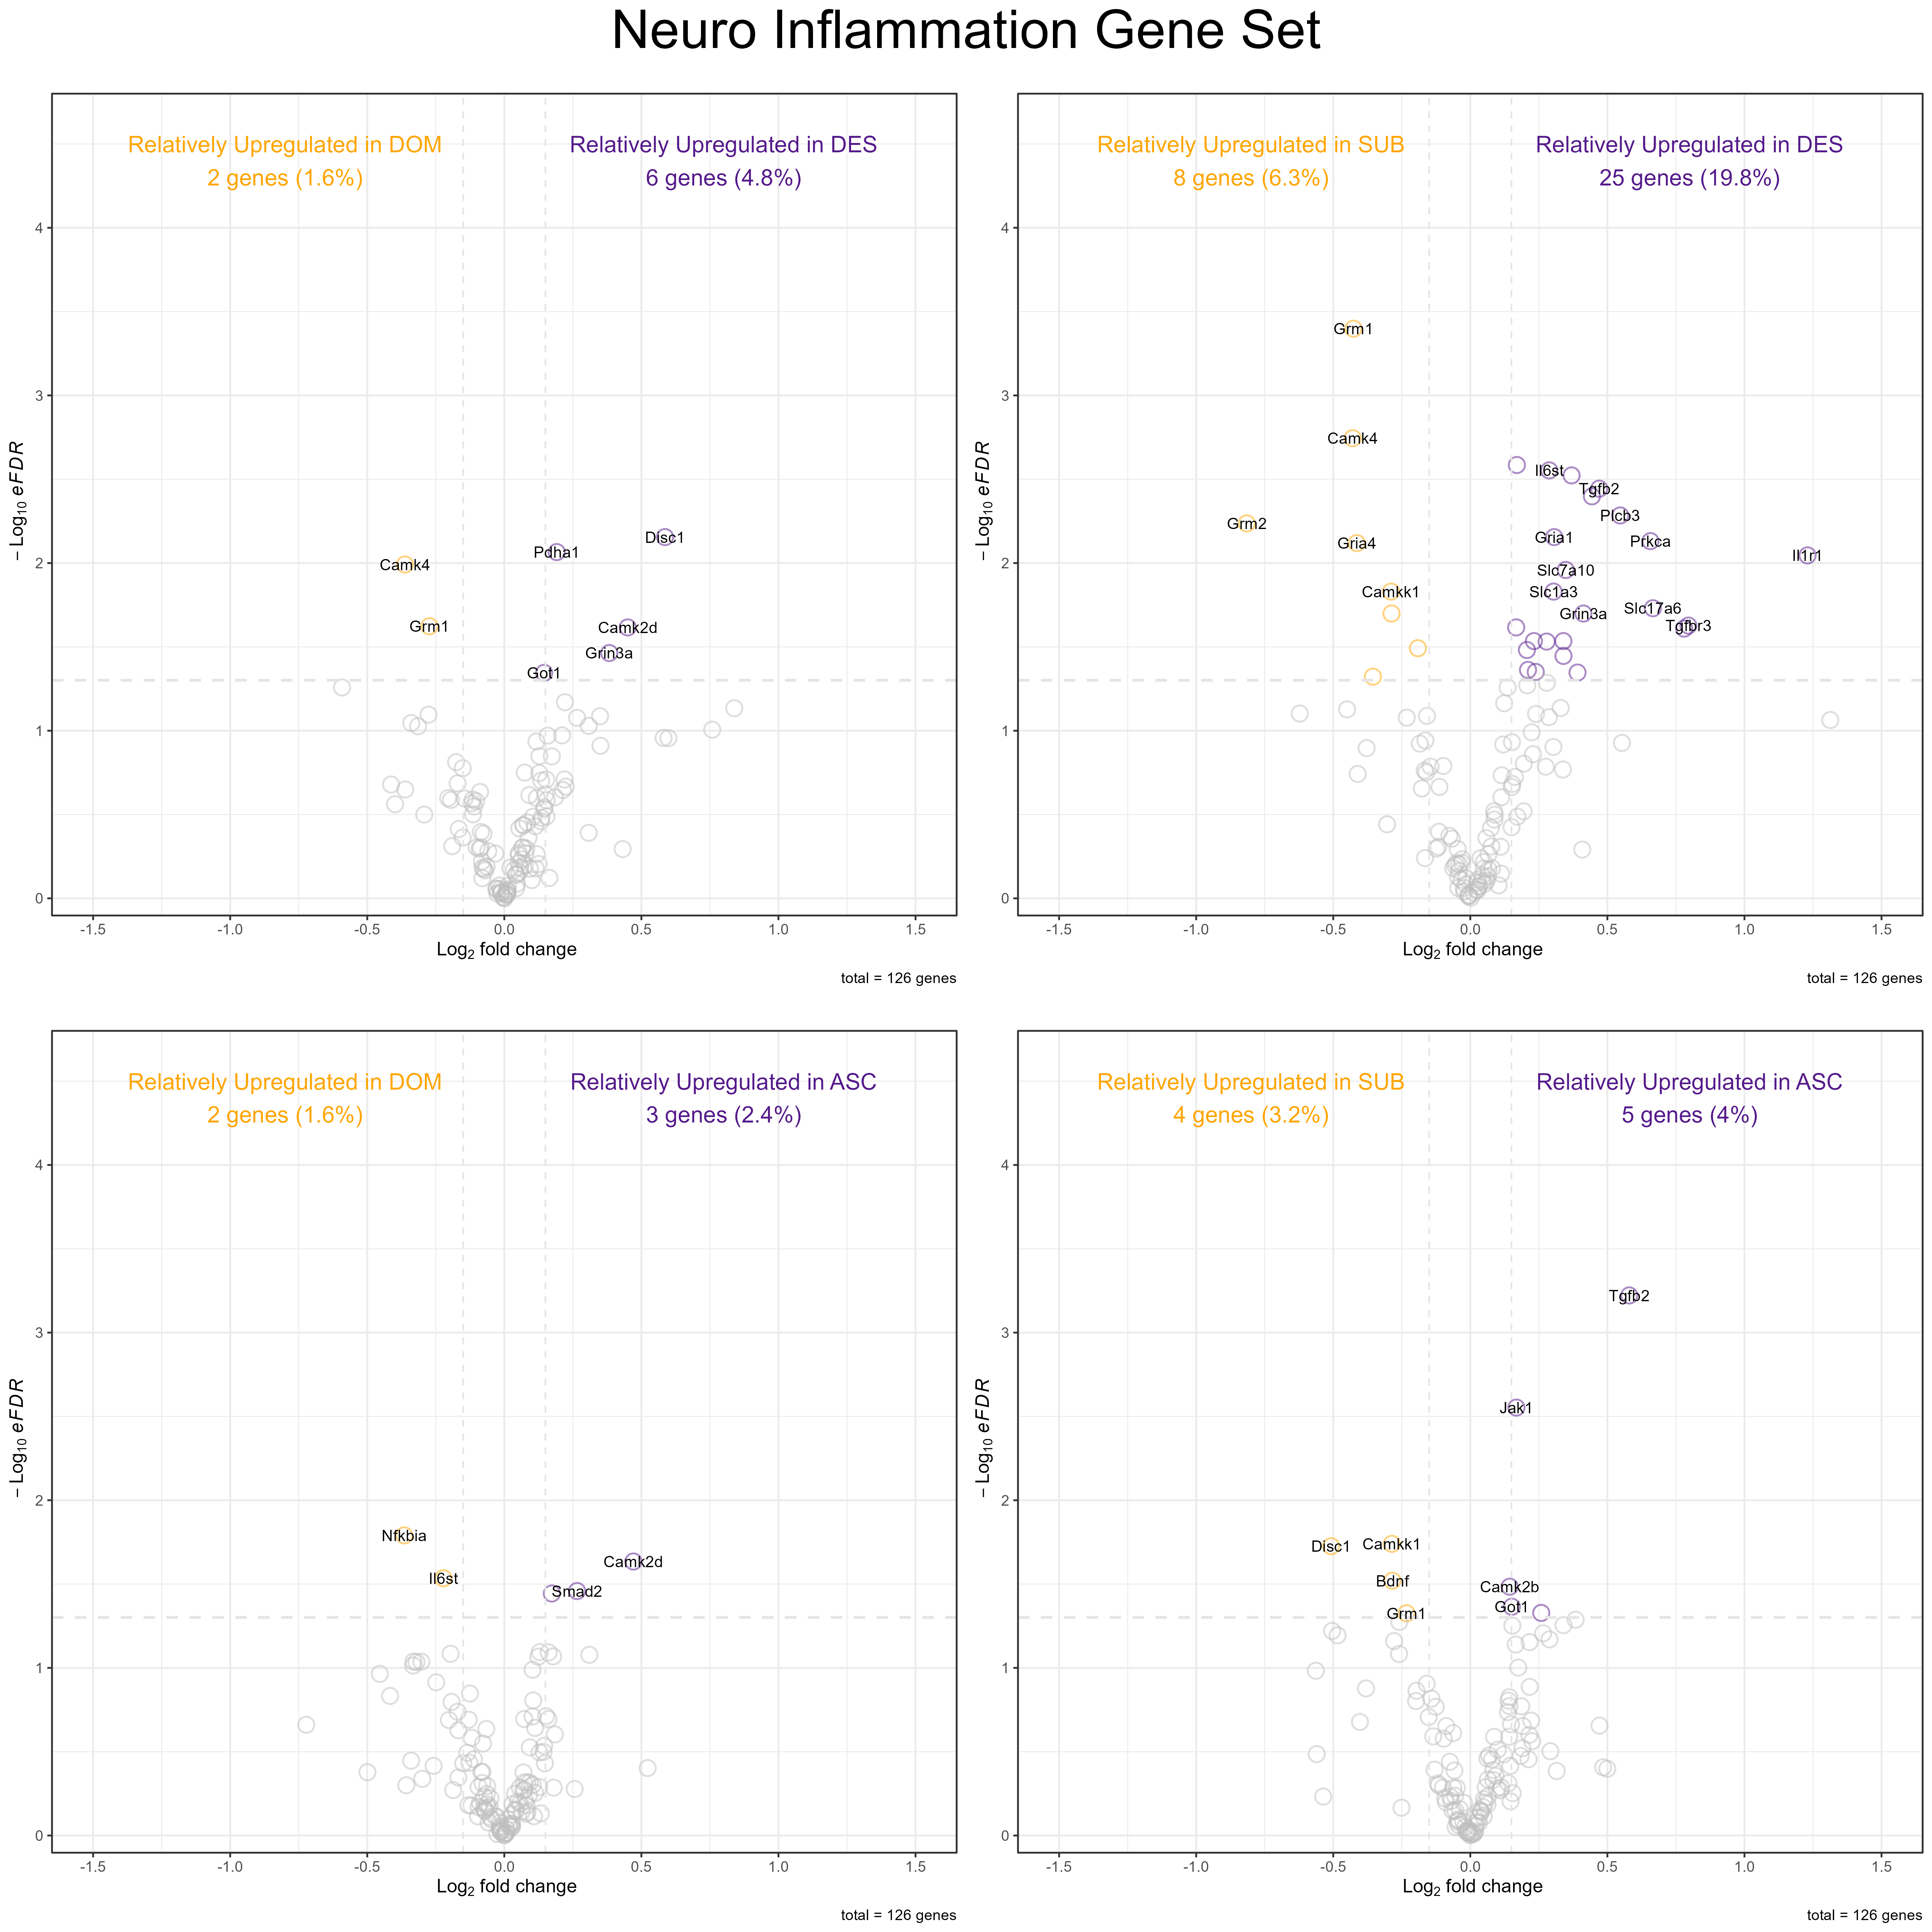 Neuro Inflammation Gene Set
Relatively Upregulated in DOM
2 genes (1.6%)
Relatively Upregulated in DES
6 genes (4.8%)
4
3
2
1
0
− Log10 eFDR
Disc1
Pdha1
Camk4
Grm1
Camk2d
Grin3a
Got1
-1.5 -1.0 -0.5 0.0 0.5 1.0 1.5
Log2 fold change
total = 126 genes
Relatively Upregulated in SUB
8 genes (6.3%)
Relatively Upregulated in DES
25 genes (19.8%)
4
3
2
1
0
− Log10 eFDR
Grm1
Camk4
Il6st
Tgfb2
Plcb3
Grm2
Gria1
Prkca
Gria4
Il1r1
Slc7a10
Camkk1
Slc1a3
Slc17a6
Grin3a
Tgfbr3
-1.5 -1.0 -0.5 0.0 0.5 1.0 1.5
Log2 fold change
total = 126 genes
Relatively Upregulated in DOM
2 genes (1.6%)
Relatively Upregulated in ASC
3 genes (2.4%)
4
3
2
1
0
− Log10 eFDR
Nfkbia
Il6st
Camk2d
Smad2
-1.5 -1.0 -0.5 0.0 0.5 1.0 1.5
Log2 fold change
total = 126 genes
Relatively Upregulated in SUB
4 genes (3.2%)
Relatively Upregulated in ASC
5 genes (4%)
4
3
2
1
0
− Log10 eFDR
Tgfb2
Jak1
Disc1
Camkk1
Bdnf
Camk2b
Got1
Grm1
-1.5 -1.0 -0.5 0.0 0.5 1.0 1.5
Log2 fold change
total = 126 genes